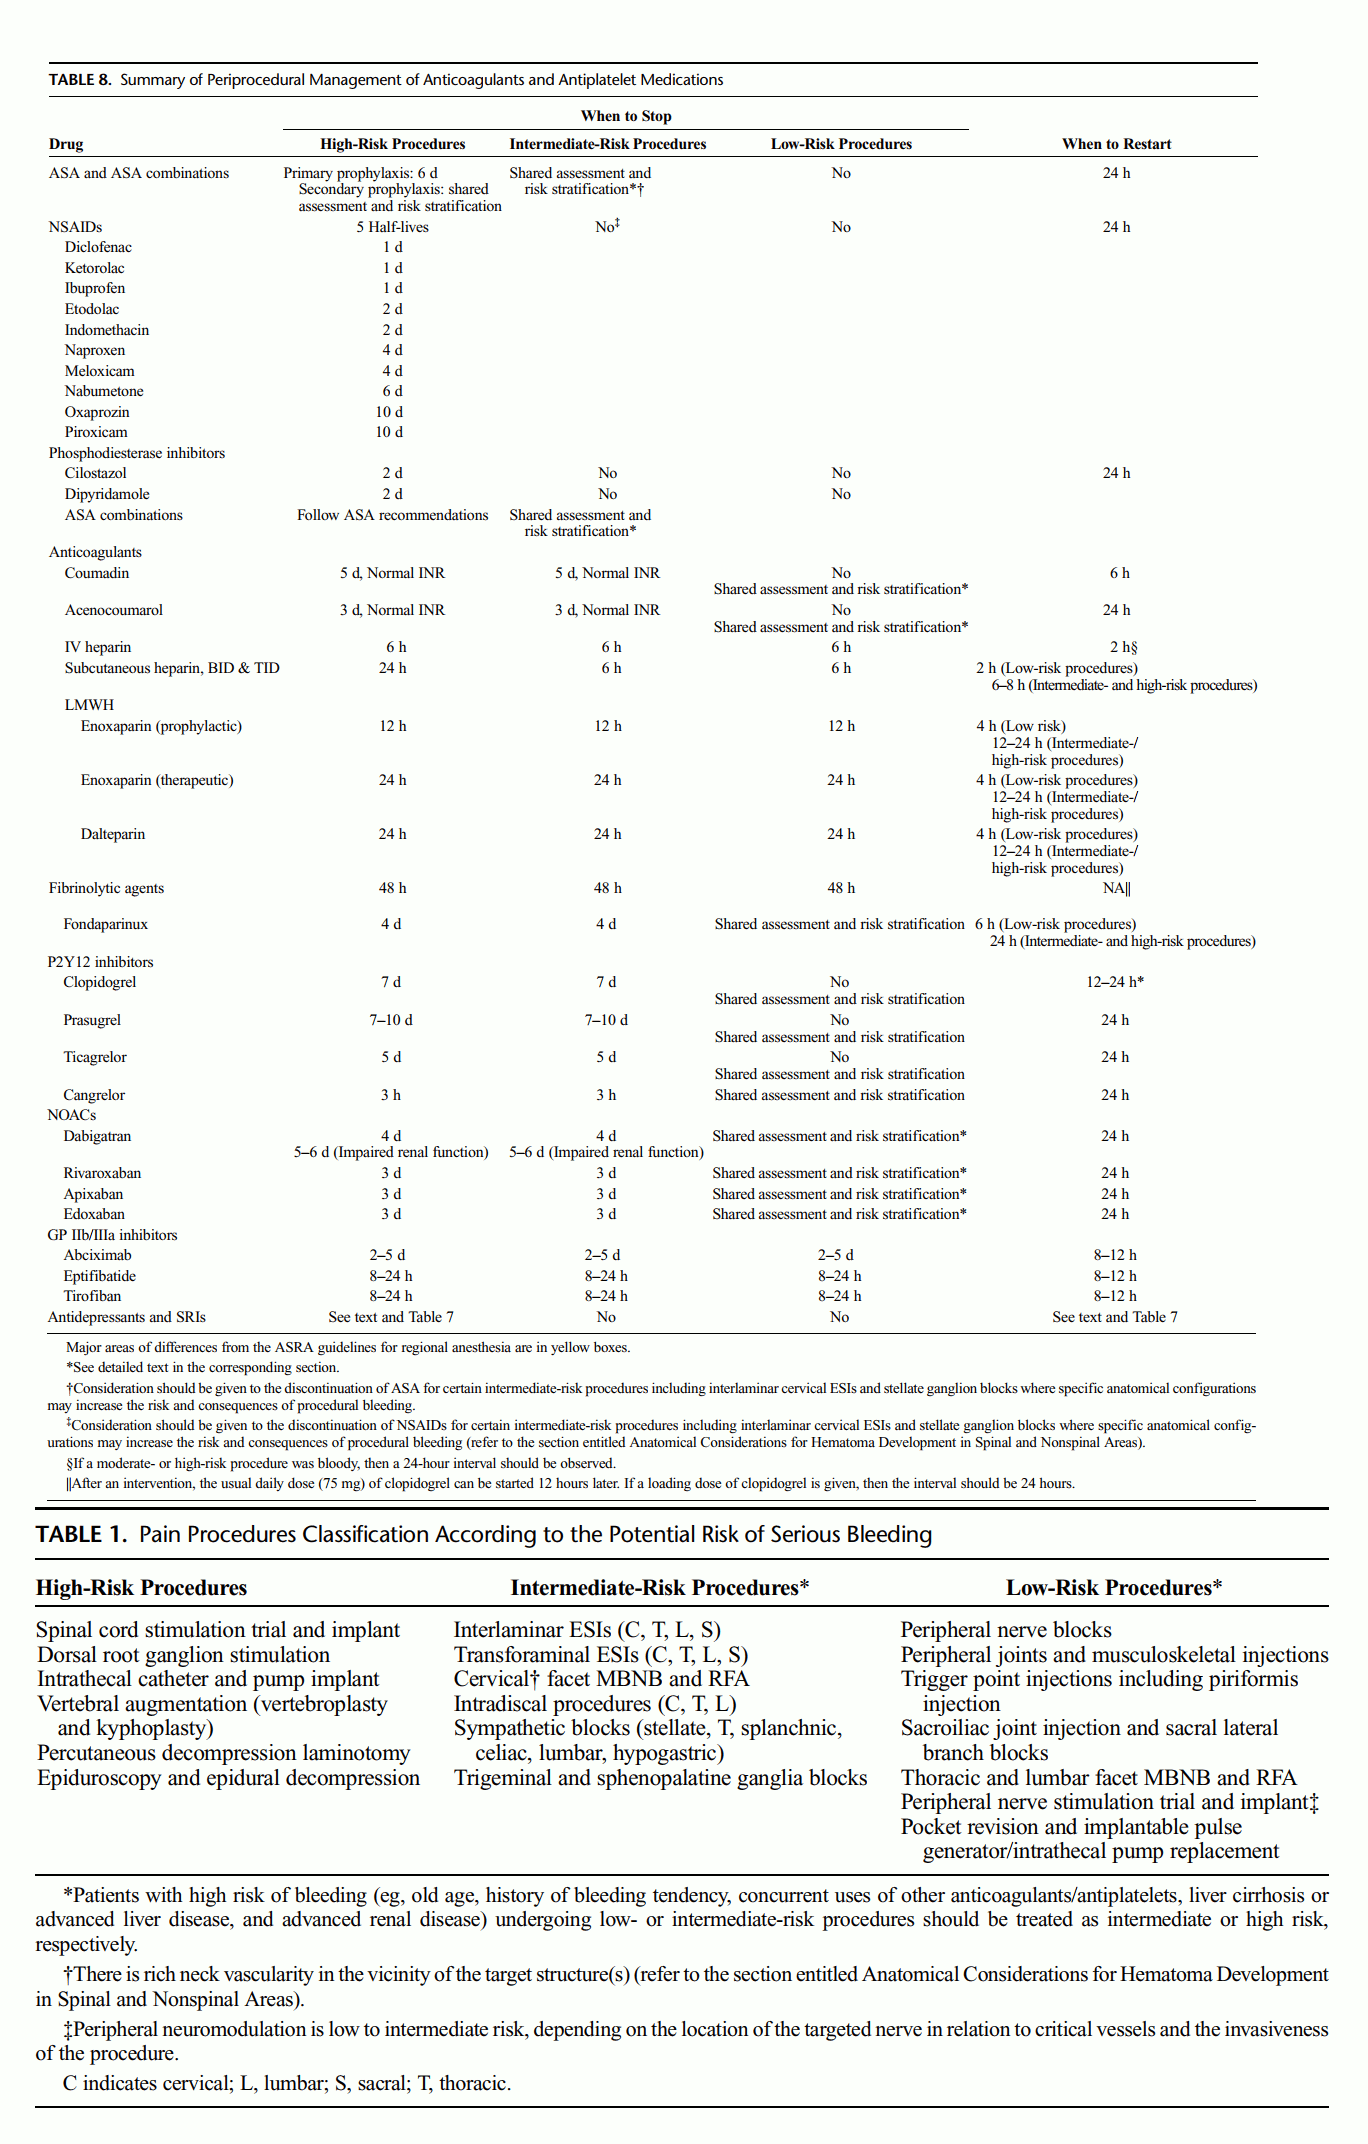 TABLE 8. Summary of Periprocedural Management of Anticoagulants and Antiplatelet Medications
When to Stop
Drug High-Risk Procedures Intermediate-Risk Procedures Low-Risk Procedures When to Restart
ASA and ASA combinations Primary prophylaxis: 6 d Shared assessment and No 24 h
Secondary prophylaxis: shared risk stratification*†
assessment and risk stratification
NSAIDs 5 Half-lives No‡ No 24 h
Diclofenac 1 d
Ketorolac 1 d
Ibuprofen 1 d
Etodolac 2 d
Indomethacin 2 d
Naproxen 4 d
Meloxicam 4 d
Nabumetone 6 d
Oxaprozin 10 d
Piroxicam 10 d
Phosphodiesterase inhibitors
Cilostazol 2 d No No 24 h
Dipyridamole 2 d No No
ASA combinations Follow ASA recommendations Shared assessment and
risk stratification*
Anticoagulants
Coumadin 5 d, Normal INR 5 d, Normal INR No 6 h
Shared assessment and risk stratification*
Acenocoumarol 3 d, Normal INR 3 d, Normal INR No 24 h
Shared assessment and risk stratification*
IV heparin 6 h 6 h 6 h 2 h§
Subcutaneous heparin, BID & TID 24 h 6 h 6 h 2 h (Low-risk procedures)
6–8 h (Intermediate- and high-risk procedures)
LMWH
Enoxaparin (prophylactic) 12 h 12 h 12 h 4 h (Low risk)
12–24 h (Intermediate-/
high-risk procedures)
Enoxaparin (therapeutic) 24 h 24 h 24 h 4 h (Low-risk procedures)
12–24 h (Intermediate-/
high-risk procedures)
Dalteparin 24 h 24 h 24 h 4 h (Low-risk procedures)
12–24 h (Intermediate-/
high-risk procedures)
Fibrinolytic agents 48 h 48 h 48 h NA||
Fondaparinux 4 d 4 d Shared assessment and risk stratification 6 h (Low-risk procedures)
24 h (Intermediate- and high-risk procedures)
P2Y12 inhibitors
Clopidogrel 7 d 7 d No 12–24 h*
Shared assessment and risk stratification
Prasugrel 7–10 d 7–10 d No 24 h
Shared assessment and risk stratification
Ticagrelor 5 d 5 d No 24 h
Shared assessment and risk stratification
Cangrelor 3 h 3 h Shared assessment and risk stratification 24 h
NOACs
Dabigatran 4 d 4 d Shared assessment and risk stratification* 24 h
5–6 d (Impaired renal function) 5–6 d (Impaired renal function)
Rivaroxaban 3 d 3 d Shared assessment and risk stratification* 24 h
Apixaban 3 d 3 d Shared assessment and risk stratification* 24 h
Edoxaban 3 d 3 d Shared assessment and risk stratification* 24 h
GP IIb/IIIa inhibitors
Abciximab 2–5 d 2–5 d 2–5 d 8–12 h
Eptifibatide 8–24 h 8–24 h 8–24 h 8–12 h
Tirofiban 8–24 h 8–24 h 8–24 h 8–12 h
Antidepressants and SRIs See text and Table 7 No No See text and Table 7
Major areas of differences from the ASRA guidelines for regional anesthesia are in yellow boxes.
*See detailed text in the corresponding section.
†Consideration should be given to the discontinuation of ASA for certain intermediate-risk procedures including interlaminar cervical ESIs and stellate ganglion blocks where specific anatomical configurations
may increase the risk and consequences of procedural bleeding.
‡Consideration should be given to the discontinuation of NSAIDs for certain intermediate-risk procedures including interlaminar cervical ESIs and stellate ganglion blocks where specific anatomical config-
urations may increase the risk and consequences of procedural bleeding (refer to the section entitled Anatomical Considerations for Hematoma Development in Spinal and Nonspinal Areas).
§If a moderate- or high-risk procedure was bloody, then a 24-hour interval should be observed.
||After an intervention, the usual daily dose (75 mg) of clopidogrel can be started 12 hours later. If a loading dose of clopidogrel is given, then the interval should be 24 hours.
TABLE 1. Pain Procedures Classification According to the Potential Risk of Serious Bleeding
High-Risk Procedures Intermediate-Risk Procedures* Low-Risk Procedures*
Spinal cord stimulation trial and implant Interlaminar ESIs (C, T, L, S) Peripheral nerve blocks
Dorsal root ganglion stimulation Transforaminal ESIs (C, T, L, S) Peripheral joints and musculoskeletal injections
Intrathecal catheter and pump implant Cervical† facet MBNB and RFA Trigger point injections including piriformis
Vertebral augmentation (vertebroplasty Intradiscal procedures (C, T, L) injection
and kyphoplasty) Sympathetic blocks (stellate, T, splanchnic, Sacroiliac joint injection and sacral lateral
Percutaneous decompression laminotomy celiac, lumbar, hypogastric) branch blocks
Epiduroscopy and epidural decompression Trigeminal and sphenopalatine ganglia blocks Thoracic and lumbar facet MBNB and RFA
Peripheral nerve stimulation trial and implant‡
Pocket revision and implantable pulse
generator/intrathecal pump replacement
*Patients with high risk of bleeding (eg, old age, history of bleeding tendency, concurrent uses of other anticoagulants/antiplatelets, liver cirrhosis or
advanced liver disease, and advanced renal disease) undergoing low- or intermediate-risk procedures should be treated as intermediate or high risk,
respectively.
†There is rich neck vascularity in the vicinity of the target structure(s) (refer to the section entitled Anatomical Considerations for Hematoma Development
in Spinal and Nonspinal Areas).
‡Peripheral neuromodulation is low to intermediate risk, depending on the location of the targeted nerve in relation to critical vessels and the invasiveness
of the procedure.
C indicates cervical; L, lumbar; S, sacral; T, thoracic.